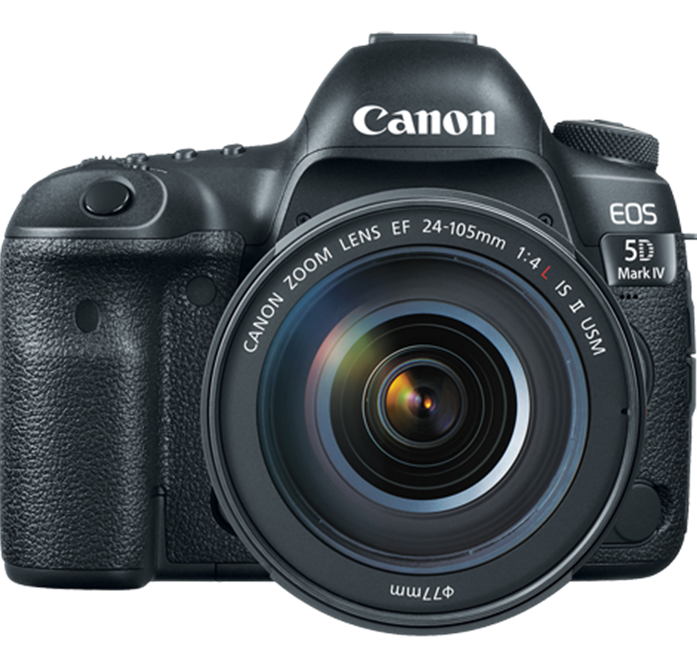 Canon
EOS
5D
Mark IV
CANON ZOOM LENS EF 24-105mm 1:4 L IS II USM
Φ77mm